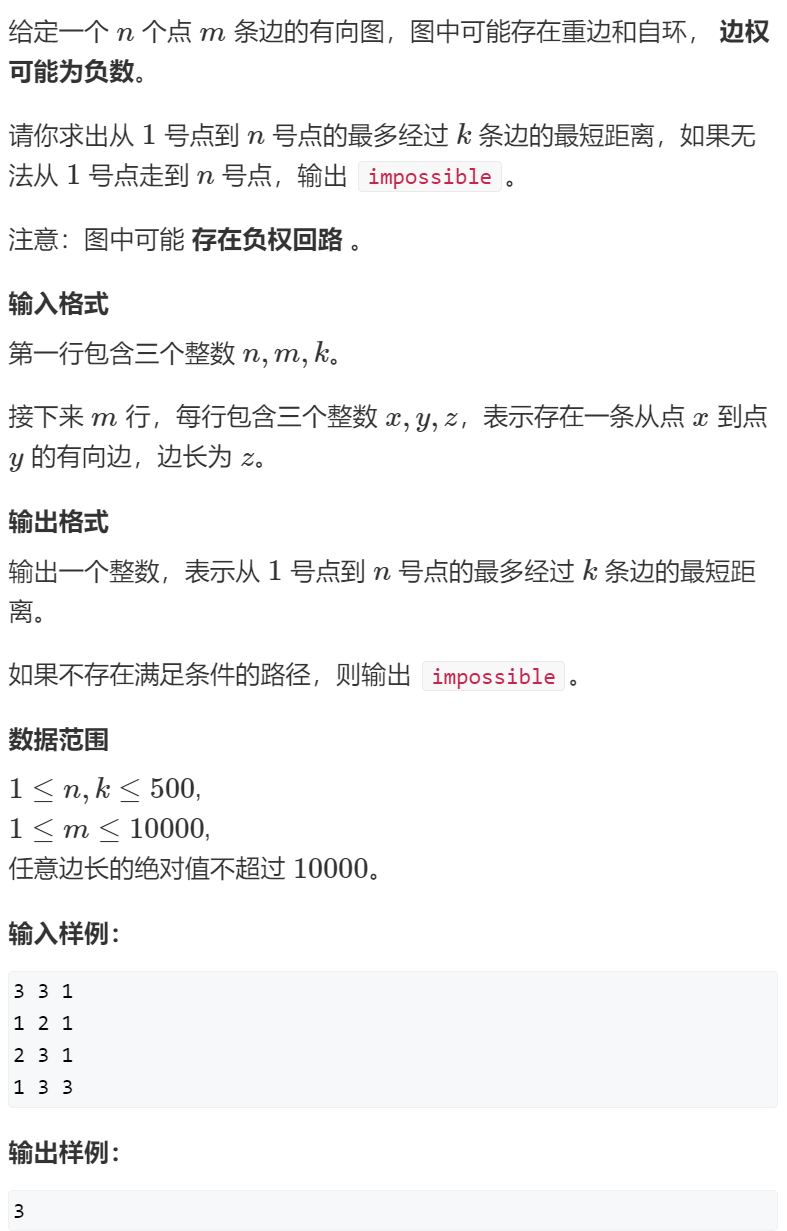 给定一个 n 个点 m 条边的有向图，图中可能存在重边和自环， 边权
可能为负数。
请你求出从 1 号点到 n 号点的最多经过 k 条边的最短距离，如果无
法从 1 号点走到 n 号点，输出 impossible 。
注意：图中可能 存在负权回路 。
输入格式
第一行包含三个整数 n, m, k。
接下来 m 行，每行包含三个整数 x, y, z，表示存在一条从点 x 到点
y 的有向边，边长为 z。
输出格式
输出一个整数，表示从 1 号点到 n 号点的最多经过 k 条边的最短距
离。
如果不存在满足条件的路径，则输出 impossible 。
数据范围
1 ≤ n, k ≤ 500,
1 ≤ m ≤ 10000,
任意边长的绝对值不超过 10000。
输入样例：
3 3 1
1 2 1
2 3 1
1 3 3
输出样例：
3